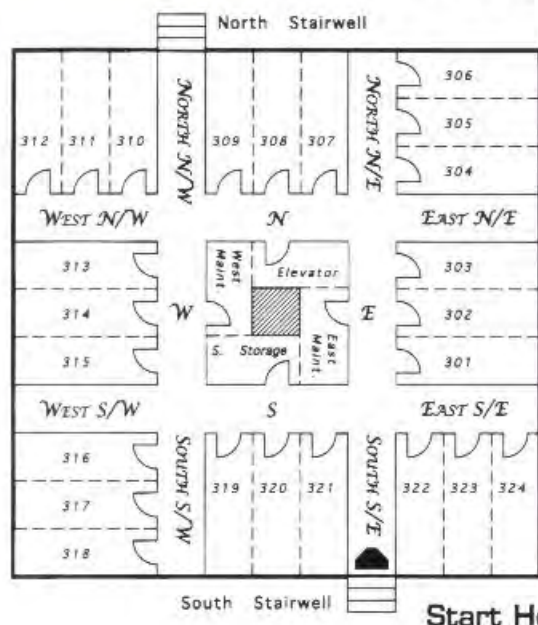 North Stairwell
306
305
304
312 311 310
309 308 307
NORTH N/W
NORTH N/E
WEST N/W
N
EAST N/E
313
314
315
West Maint.
Elevator
W
E
S. Storage
East Maint.
303
302
301
WEST S/W
S
EAST S/E
316
317
318
SOUTH S/W
319 320 321
SOUTH S/E
322 323 324
South Stairwell
Start